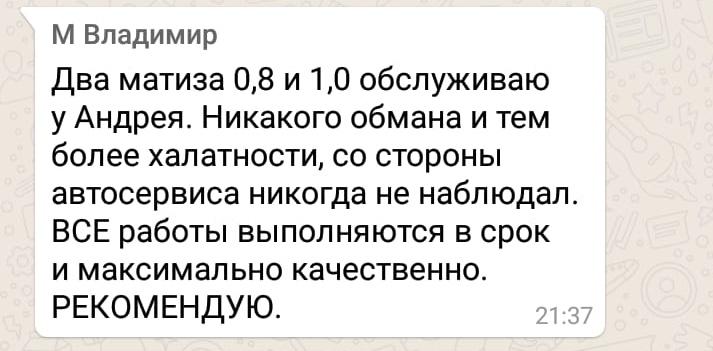 М Владимир
Два матиза 0,8 и 1,0 обслуживаю
у Андрея. Никакого обмана и тем
более халатности, со стороны
автосервиса никогда не наблюдал.
ВСЕ работы выполняются в срок
и максимально качественно.
РЕКОМЕНДУЮ.
21:37